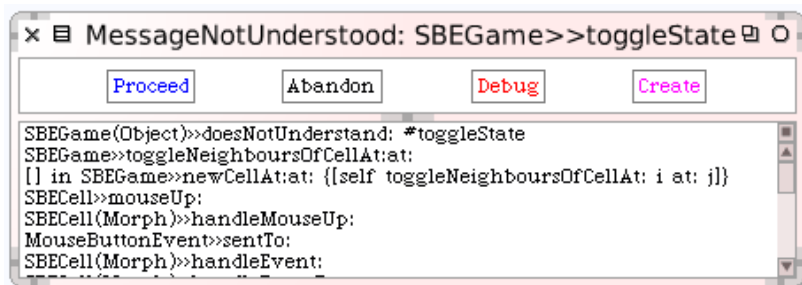 MessageNotUnderstood: SBEGame>>toggleState
Proceed Abandon Debug Create
SBEGame(Object)>>doesNotUnderstand: #toggleState
SBEGame>>toggleNeighboursOfCellAt:at:
[] in SBEGame>>newCellAt:at: {[self toggleNeighboursOfCellAt: i at: j]}
SBECell>>mouseUp:
SBECell(Morph)>>handleMouseUp:
MouseButtonEvent>>sentTo:
SBECell(Morph)>>handleEvent: